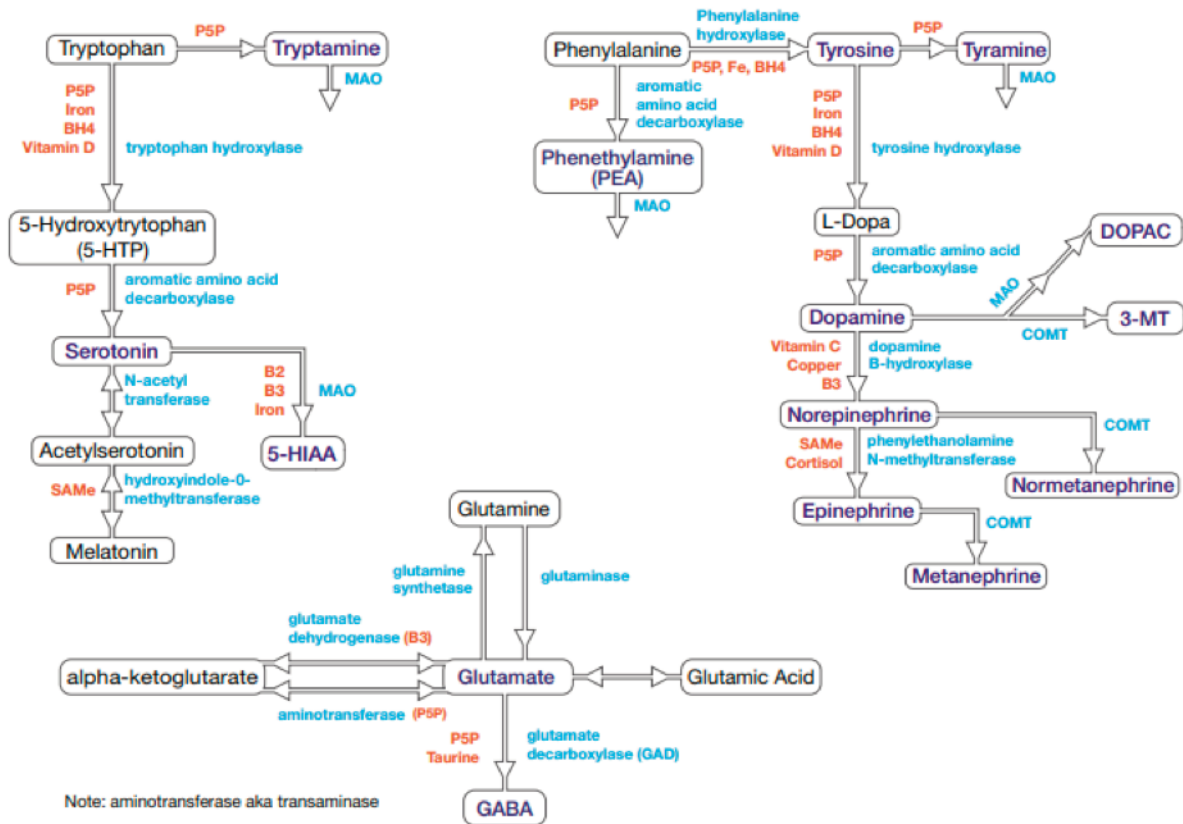 Tryptophan
P5P
Tryptamine
MAO
P5P
Iron
BH4
Vitamin D
tryptophan hydroxylase
5-Hydroxytrytophan
(5-HTP)
P5P
aromatic amino acid
decarboxylase
Serotonin
N-acetyl
transferase
B2
B3
Iron
MAO
5-HIAA
Acetylserotonin
SAMe
hydroxyindole-0-
methyltransferase
Melatonin
Phenylalanine
Phenylalanine
hydroxylase
P5P, Fe, BH4
Tyrosine
P5P
Tyramine
MAO
P5P
aromatic
amino acid
decarboxylase
Phenethylamine
(PEA)
MAO
P5P
Iron
BH4
Vitamin D
tyrosine hydroxylase
L-Dopa
P5P
aromatic amino acid
decarboxylase
Dopamine
MAO
DOPAC
COMT
3-MT
Vitamin C
Copper
B3
dopamine
B-hydroxylase
Norepinephrine
COMT
Normetanephrine
SAMe
Cortisol
phenylethanolamine
N-methyltransferase
Epinephrine
COMT
Metanephrine
Glutamine
glutamine
synthetase
glutaminase
glutamate
dehydrogenase (B3)
alpha-ketoglutarate
Glutamate
Glutamic Acid
aminotransferase (P5P)
P5P
Taurine
glutamate
decarboxylase (GAD)
GABA
Note: aminotransferase aka transaminase